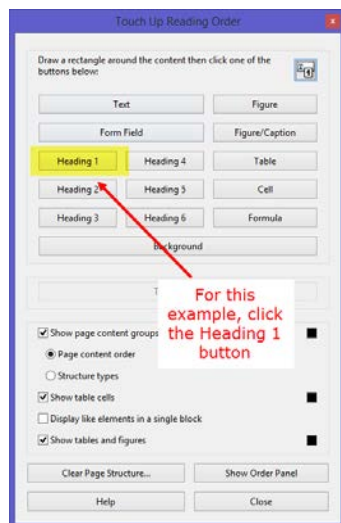 Touch Up Reading Order
x
Draw a rectangle around the content then click one of the
buttons below:
Text
Figure
Form Field
Figure/Caption
Heading 1
Heading 4
Table
Heading 2
Heading 5
Cell
Heading 3
Heading 6
Formula
For this
example, click
the Heading 1
button
Show page content groups
Page content order
Structure types
Show table cells
Display like elements in a single block
Show tables and figures
Clear Page Structure...
Show Order Panel
Help
Close